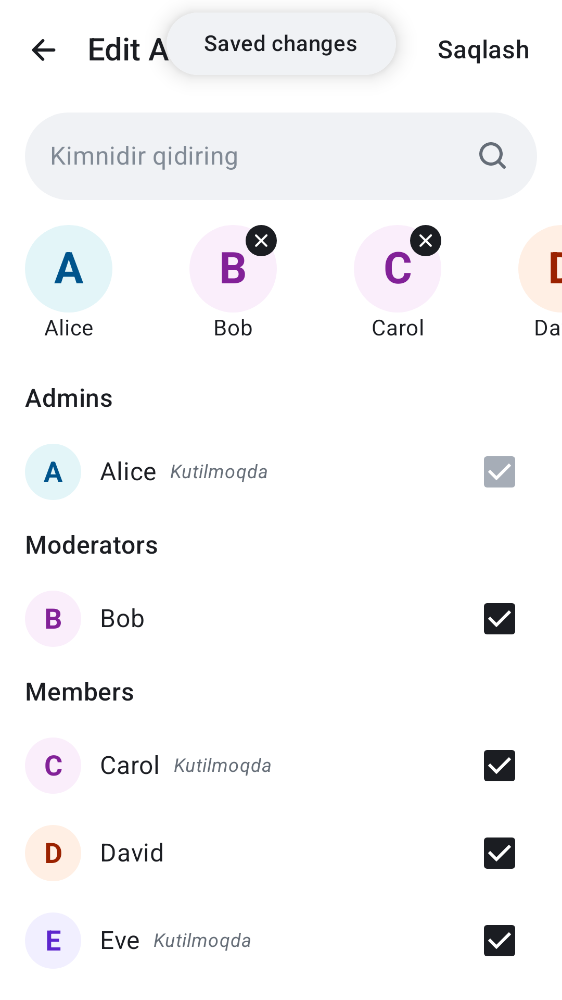 Edit A
Saved changes
Saqlash
Kimnidir qidiring
A
B
C
Alice
Bob
Carol
Da
Admins
A
Alice Kutilmoqda
Moderators
B
Bob
Members
C
Carol Kutilmoqda
D
David
E
Eve Kutilmoqda